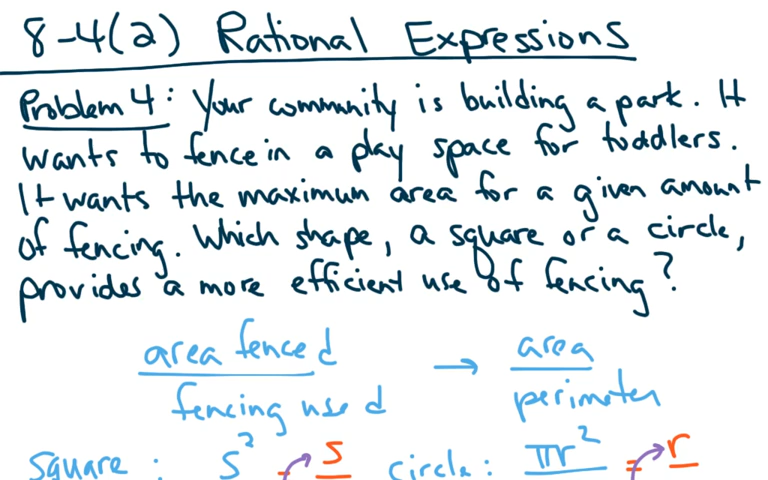 8-4(2) Rational Expressions
Problem 4: Your community is building a park. It
wants to fence in a play space for toddlers.
It wants the maximum area for a given amount
of fencing. Which shape, a square or a circle,
provides a more efficient use of fencing?
area fenced → area
fencing used perimeter
square: s² = s circle: πr² = r